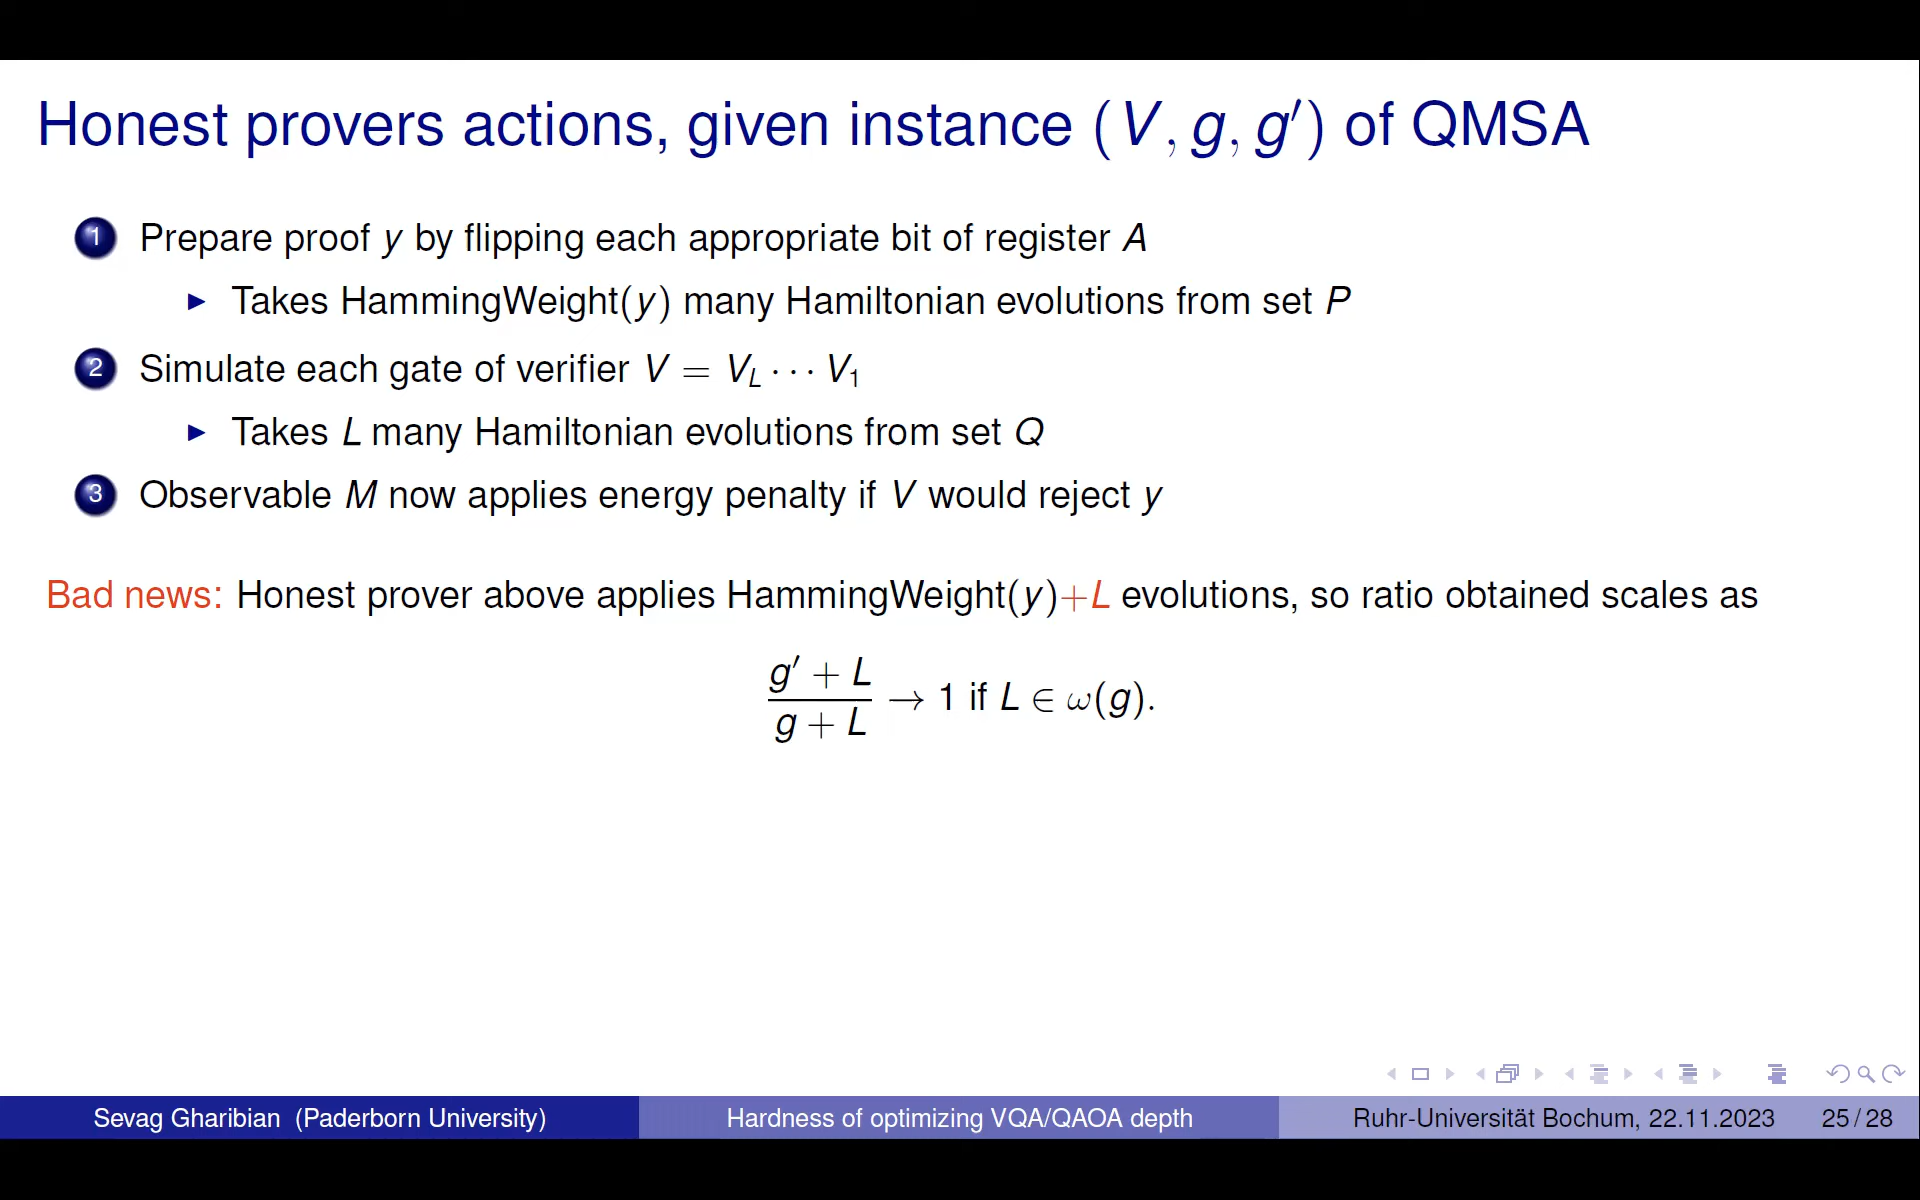 Honest provers actions, given instance (V, g, g′) of QMSA
1 Prepare proof y by flipping each appropriate bit of register A
▶ Takes HammingWeight(y) many Hamiltonian evolutions from set P
2 Simulate each gate of verifier V = V_L ··· V_1
▶ Takes L many Hamiltonian evolutions from set Q
3 Observable M now applies energy penalty if V would reject y
Bad news: Honest prover above applies HammingWeight(y)+L evolutions, so ratio obtained scales as
g′ + L
g + L
→ 1 if L ∈ ω(g).
Sevag Gharibian (Paderborn University) Hardness of optimizing VQA/QAOA depth Ruhr-Universität Bochum, 22.11.2023 25 / 28